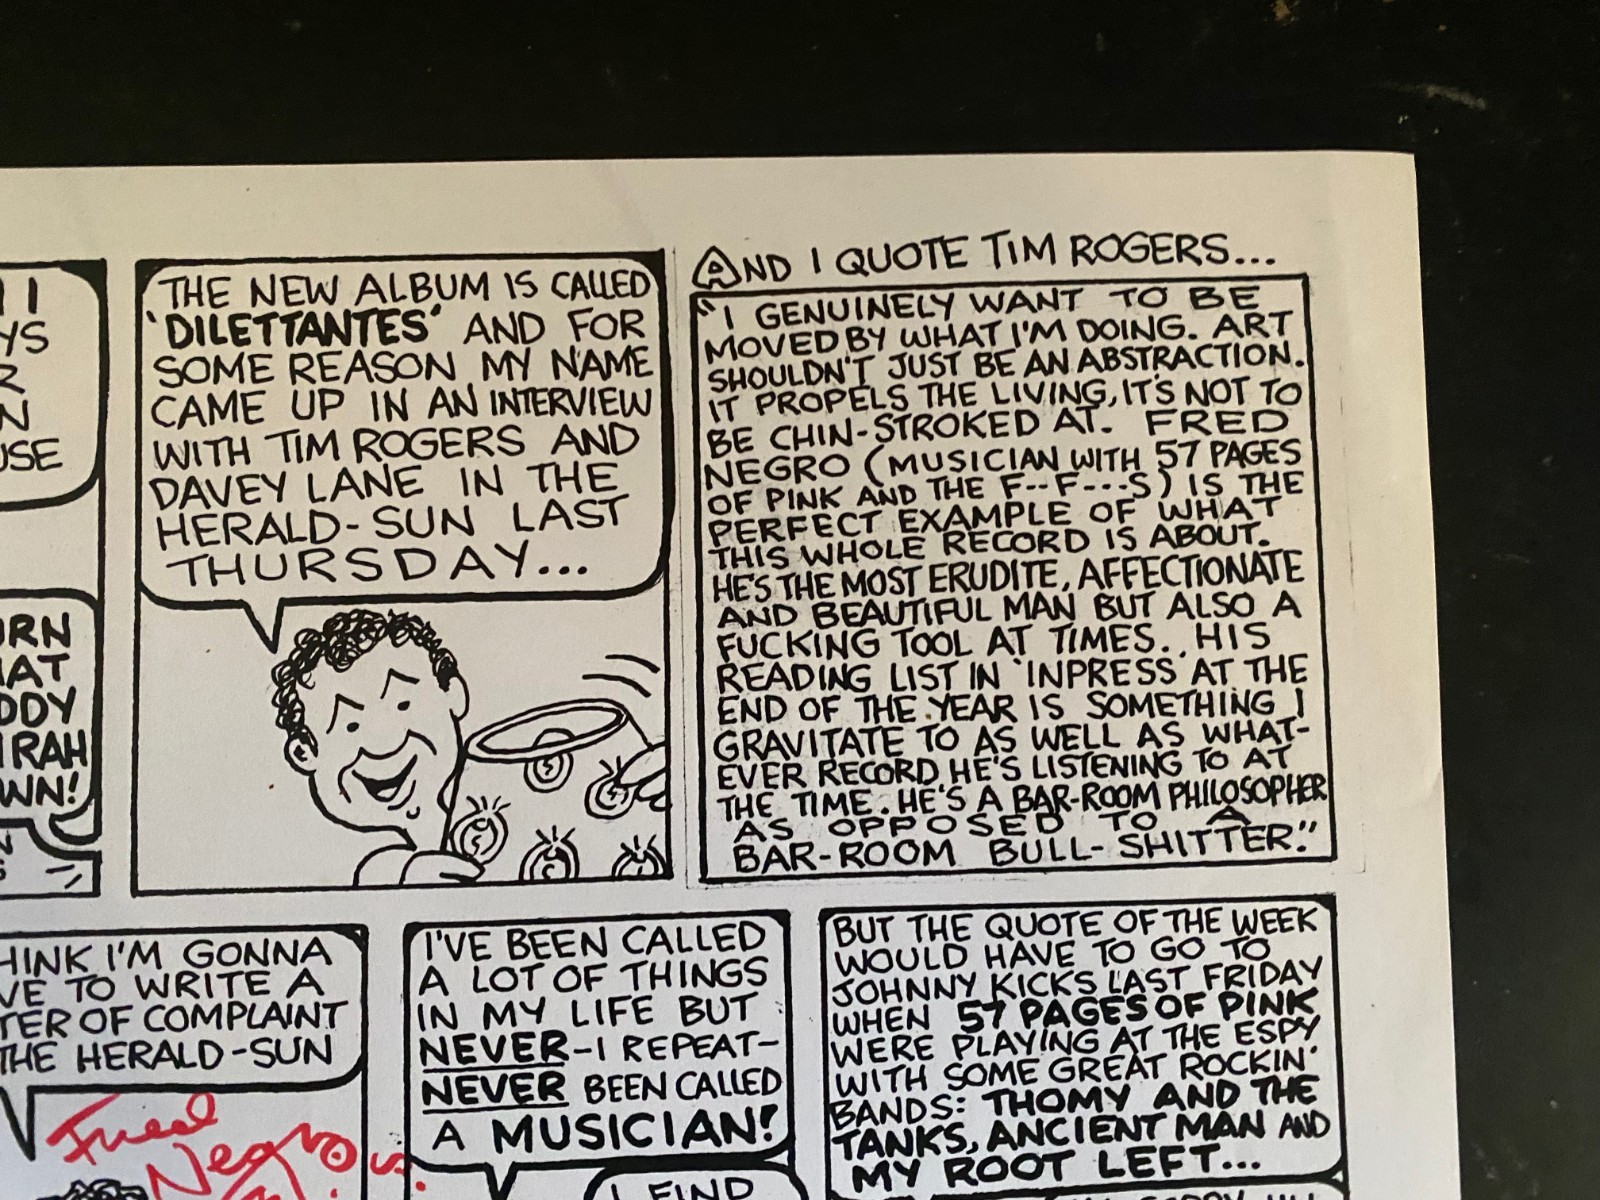 I
YS
R
N
USE
THE NEW ALBUM IS CALLED
'DILETTANTES' AND FOR
SOME REASON MY NAME
CAME UP IN AN INTERVIEW
WITH TIM ROGERS AND
DAVEY LANE IN THE
HERALD-SUN LAST
THURSDAY...
AND I QUOTE TIM ROGERS...
"I GENUINELY WANT TO BE
MOVED BY WHAT I'M DOING. ART
SHOULDN'T JUST BE AN ABSTRACTION.
IT PROPELS THE LIVING, IT'S NOT TO
BE CHIN-STROKED AT. FRED
NEGRO (MUSICIAN WITH 57 PAGES
OF PINK AND THE F--F---S) IS THE
PERFECT EXAMPLE OF WHAT
THIS WHOLE RECORD IS ABOUT.
HE'S THE MOST ERUDITE, AFFECTIONATE
AND BEAUTIFUL MAN BUT ALSO A
FUCKING TOOL AT TIMES.. HIS
READING LIST IN 'INPRESS' AT THE
END OF THE YEAR IS SOMETHING I
GRAVITATE TO AS WELL AS WHAT-
EVER RECORD HE'S LISTENING TO AT
THE TIME. HE'S A BAR-ROOM PHILOSOPHER
AS OPPOSED TO A
BAR-ROOM BULL-SHITTER."
URN
HAT
DDY
IRAH
WN!
N
S
HINK I'M GONNA
VE TO WRITE A
TER OF COMPLAINT
THE HERALD-SUN
Fred
Negro
I'VE BEEN CALLED
A LOT OF THINGS
IN MY LIFE BUT
NEVER-I REPEAT-
NEVER BEEN CALLED
A MUSICIAN!
I FIND
BUT THE QUOTE OF THE WEEK
WOULD HAVE TO GO TO
JOHNNY KICKS LAST FRIDAY
WHEN 57 PAGES OF PINK
WERE PLAYING AT THE ESPY
WITH SOME GREAT ROCKIN'
BANDS: THOMY AND THE
TANKS, ANCIENT MAN AND
MY ROOT LEFT...